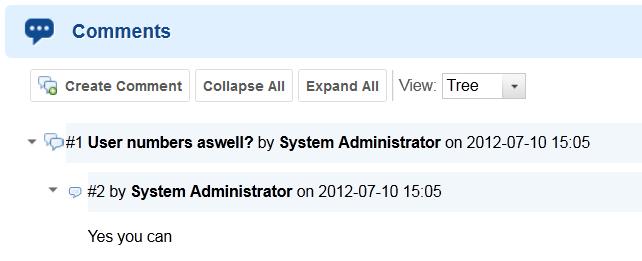 Comments
Create Comment Collapse All Expand All View: Tree
#1 User numbers aswell? by System Administrator on 2012-07-10 15:05
#2 by System Administrator on 2012-07-10 15:05
Yes you can